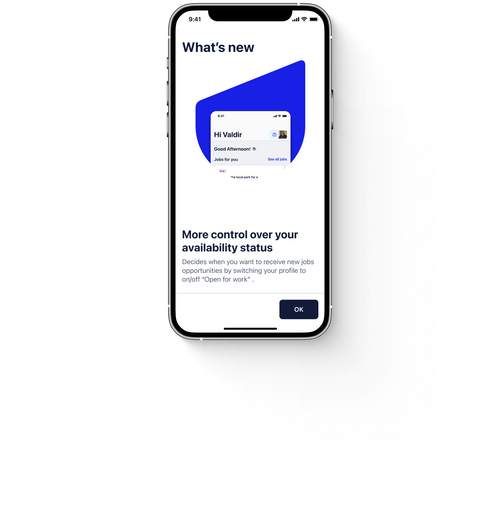 9:41
What's new
9:41
Hi Valdir
Good Afternoon!
Jobs for you See all jobs
More control over your
availability status
Decides when you want to receive new jobs
opportunities by switching your profile to
on/off "Open for work" .
OK